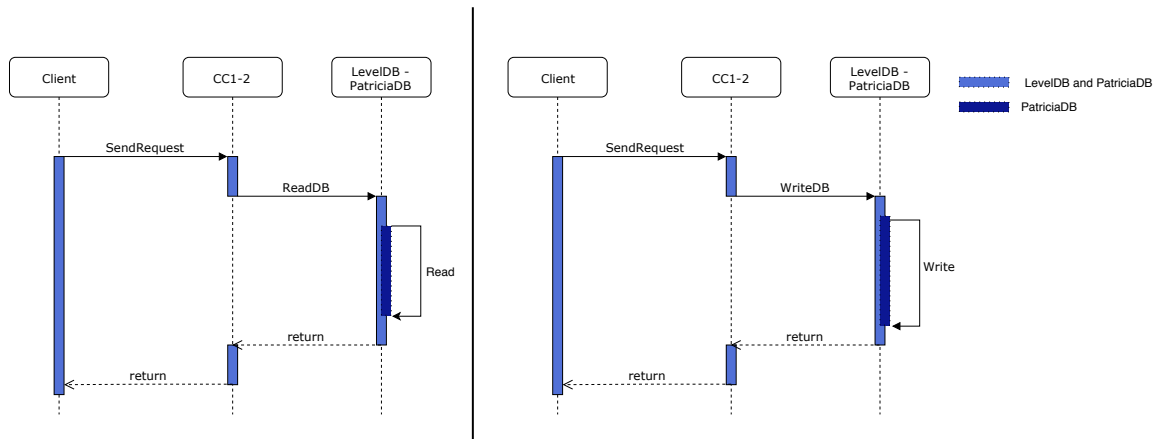 Client
CC1-2
LevelDB -
PatriciaDB
SendRequest
ReadDB
Read
return
return
Client
CC1-2
LevelDB -
PatriciaDB
SendRequest
WriteDB
Write
return
return
LevelDB and PatriciaDB
PatriciaDB